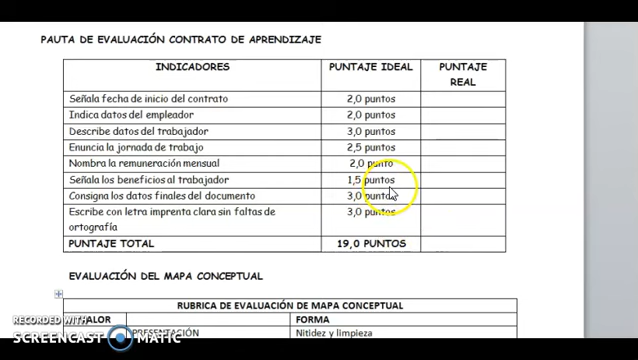 PAUTA DE EVALUACIÓN CONTRATO DE APRENDIZAJE
INDICADORES PUNTAJE IDEAL PUNTAJE REAL
Señala fecha de inicio del contrato 2,0 puntos
Indica datos del empleador 2,0 puntos
Describe datos del trabajador 3,0 puntos
Enuncia la jornada de trabajo 2,5 puntos
Nombra la remuneración mensual 2,0 punto
Señala los beneficios al trabajador 1,5 puntos
Consigna los datos finales del documento 3,0 puntos
Escribe con letra imprenta clara sin faltas de 3,0 puntos
ortografía
PUNTAJE TOTAL 19,0 PUNTOS
EVALUACIÓN DEL MAPA CONCEPTUAL
RUBRICA DE EVALUACIÓN DE MAPA CONCEPTUAL
VALOR FORMA
PRESENTACIÓN Nitidez y limpieza
RECORDED WITH
SCREENCAST MATIC